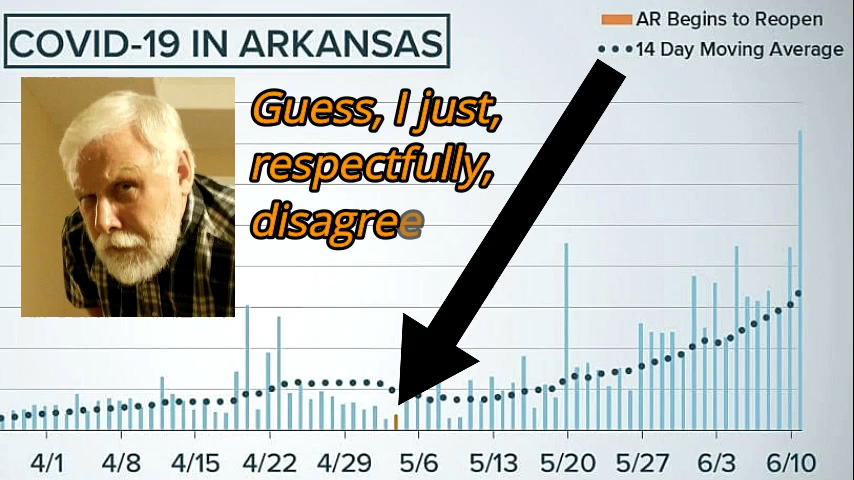 COVID-19 IN ARKANSAS
AR Begins to Reopen
14 Day Moving Average
Guess, I just,
respectfully,
disagree
4/1 4/8 4/15 4/22 4/29 5/6 5/13 5/20 5/27 6/3 6/10